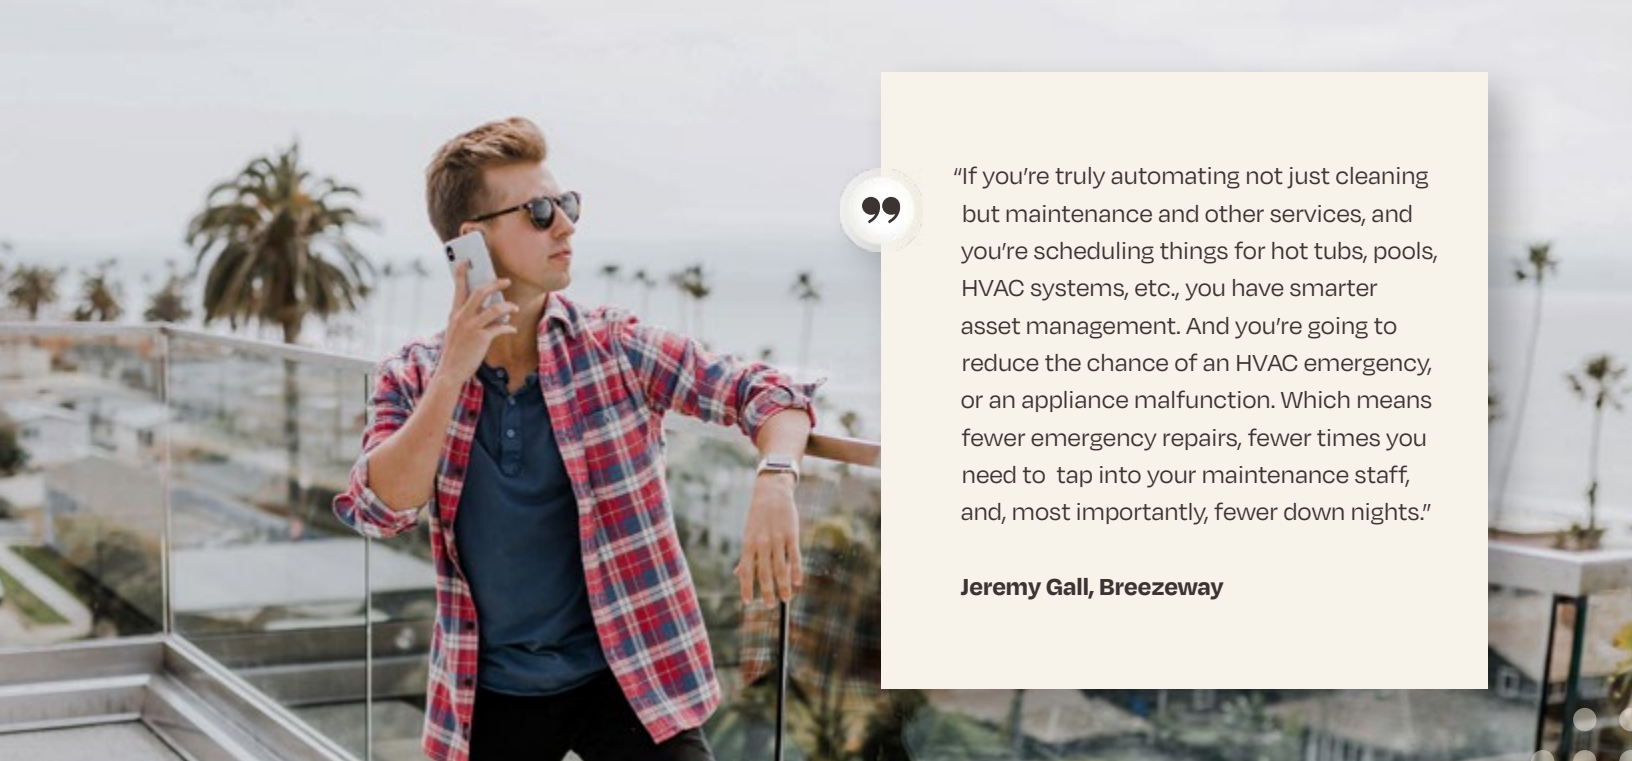 “If you’re truly automating not just cleaning
but maintenance and other services, and
you’re scheduling things for hot tubs, pools,
HVAC systems, etc., you have smarter
asset management. And you’re going to
reduce the chance of an HVAC emergency,
or an appliance malfunction. Which means
fewer emergency repairs, fewer times you
need to  tap into your maintenance staff,
and, most importantly, fewer down nights.”
Jeremy Gall, Breezeway